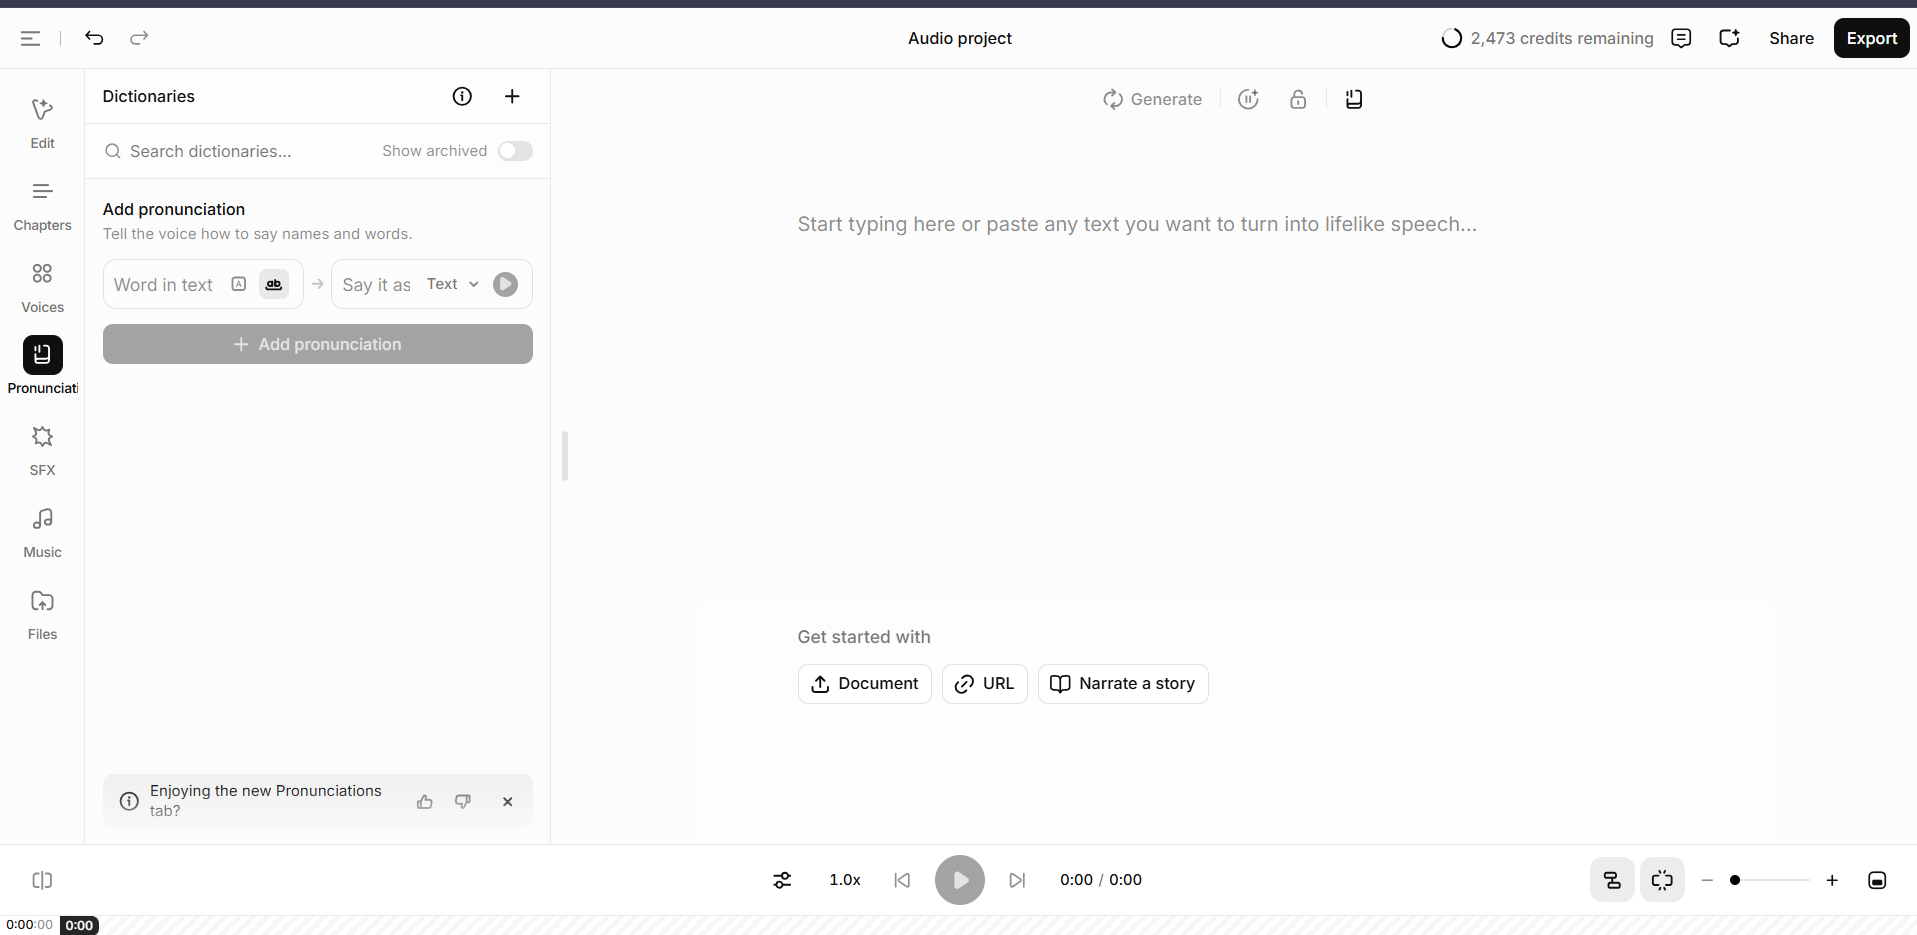 Audio project
2,473 credits remaining
Share
Export
Edit
Chapters
Voices
Pronunciati
SFX
Music
Files
Dictionaries
Search dictionaries...
Show archived
Add pronunciation
Tell the voice how to say names and words.
Word in text
A
ab
Say it as
Text
Add pronunciation
Enjoying the new Pronunciations
tab?
Generate
Start typing here or paste any text you want to turn into lifelike speech...
Get started with
Document
URL
Narrate a story
1.0x
0:00 / 0:00
0:00:00
0:00